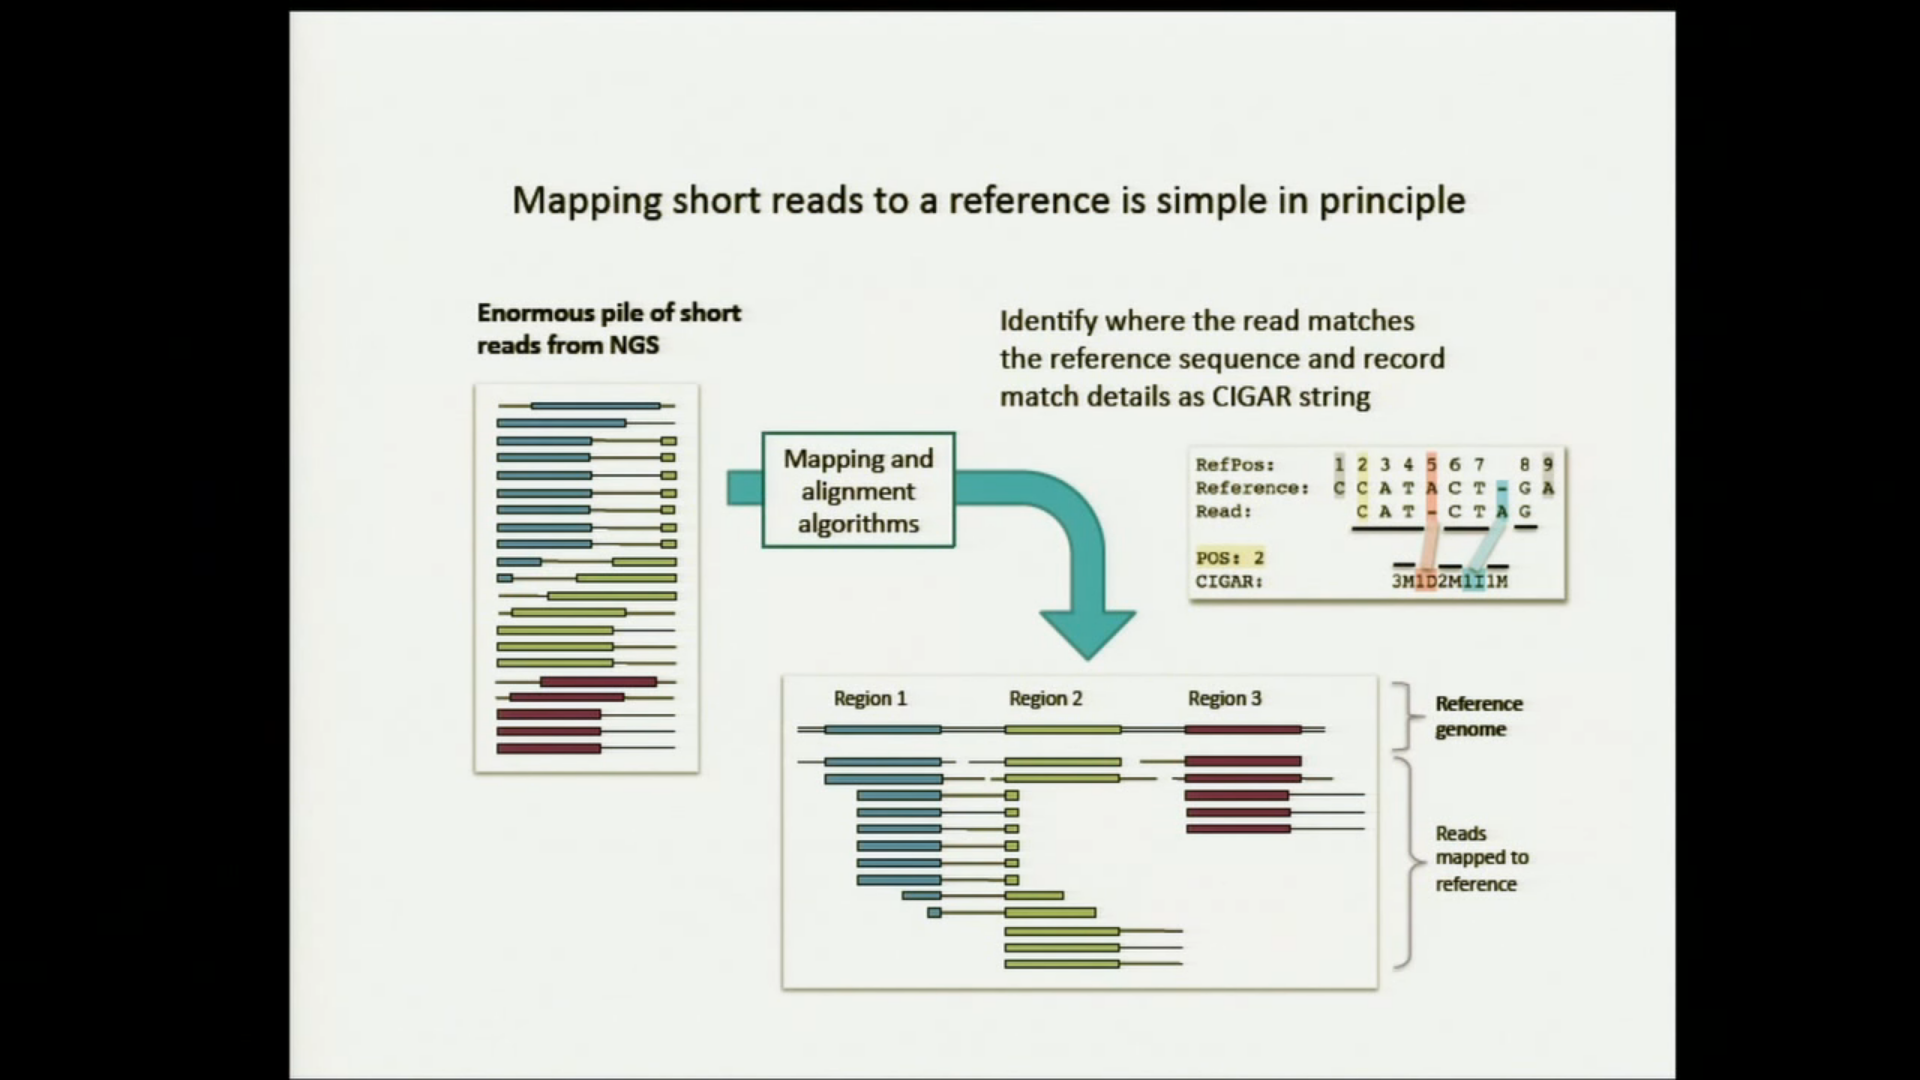 Mapping short reads to a reference is simple in principle
Enormous pile of short
reads from NGS
Identify where the read matches
the reference sequence and record
match details as CIGAR string
Mapping and
alignment
algorithms
RefPos: 1 2 3 4 5 6 7 8 9
Reference: C C A T A C T - G A
Read: C A T - C T A G
POS: 2
CIGAR: 3M1D2M1I1M
Region 1 Region 2 Region 3
Reference
genome
Reads
mapped to
reference